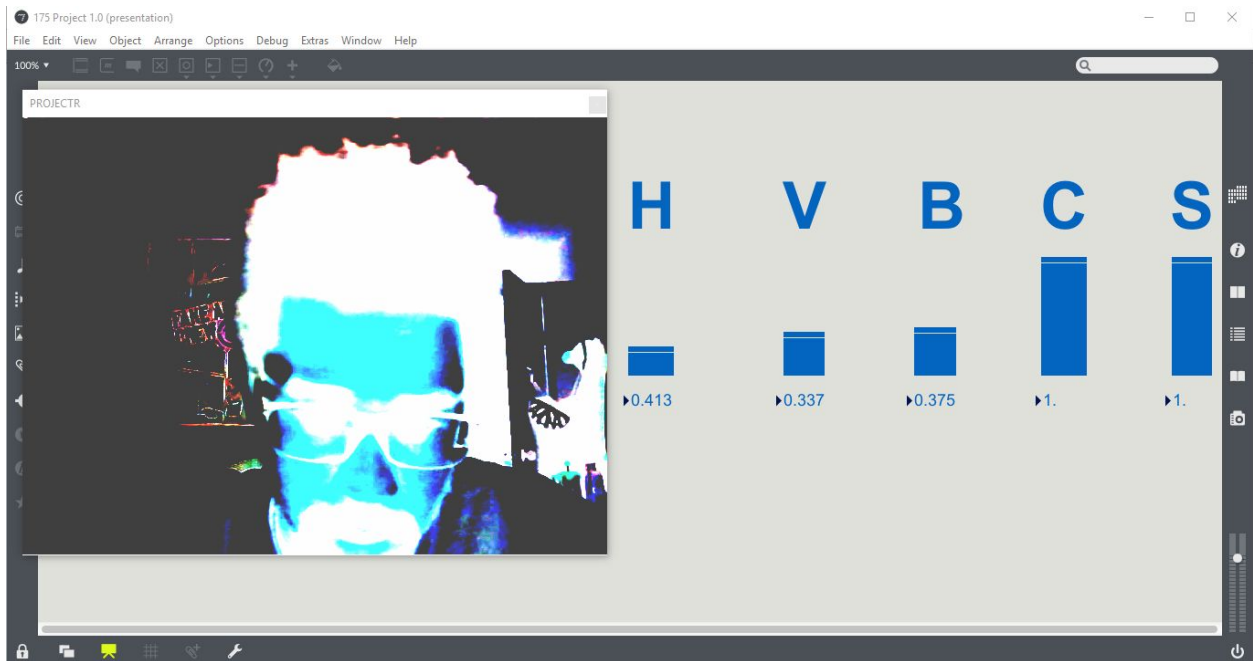 175 Project 1.0 (presentation)
File Edit View Object Arrange Options Debug Extras Window Help
100%
PROJECTR
H V B C S
0.413 0.337 0.375 1. 1.